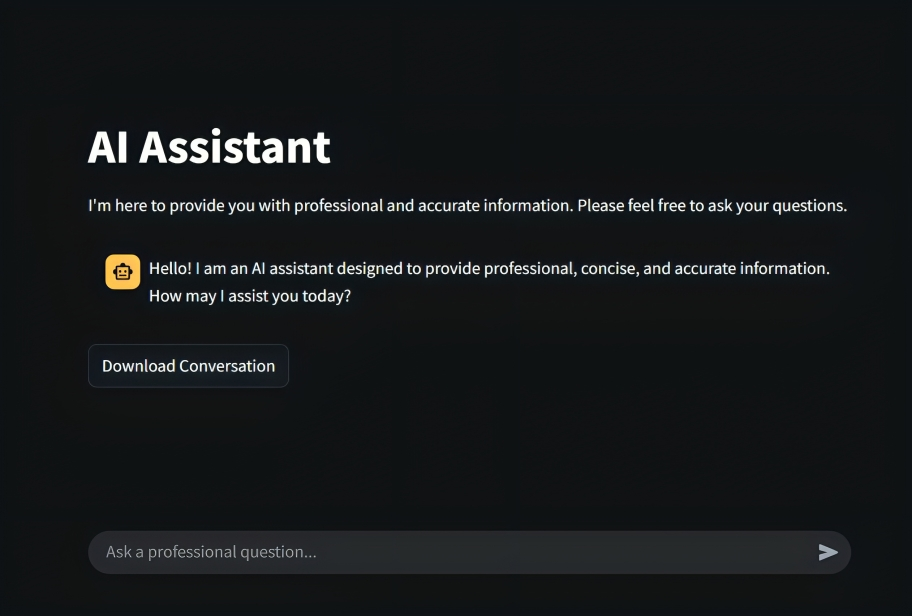 AI Assistant
I'm here to provide you with professional and accurate information. Please feel free to ask your questions.
Hello! I am an AI assistant designed to provide professional, concise, and accurate information.
How may I assist you today?
Download Conversation
Ask a professional question...